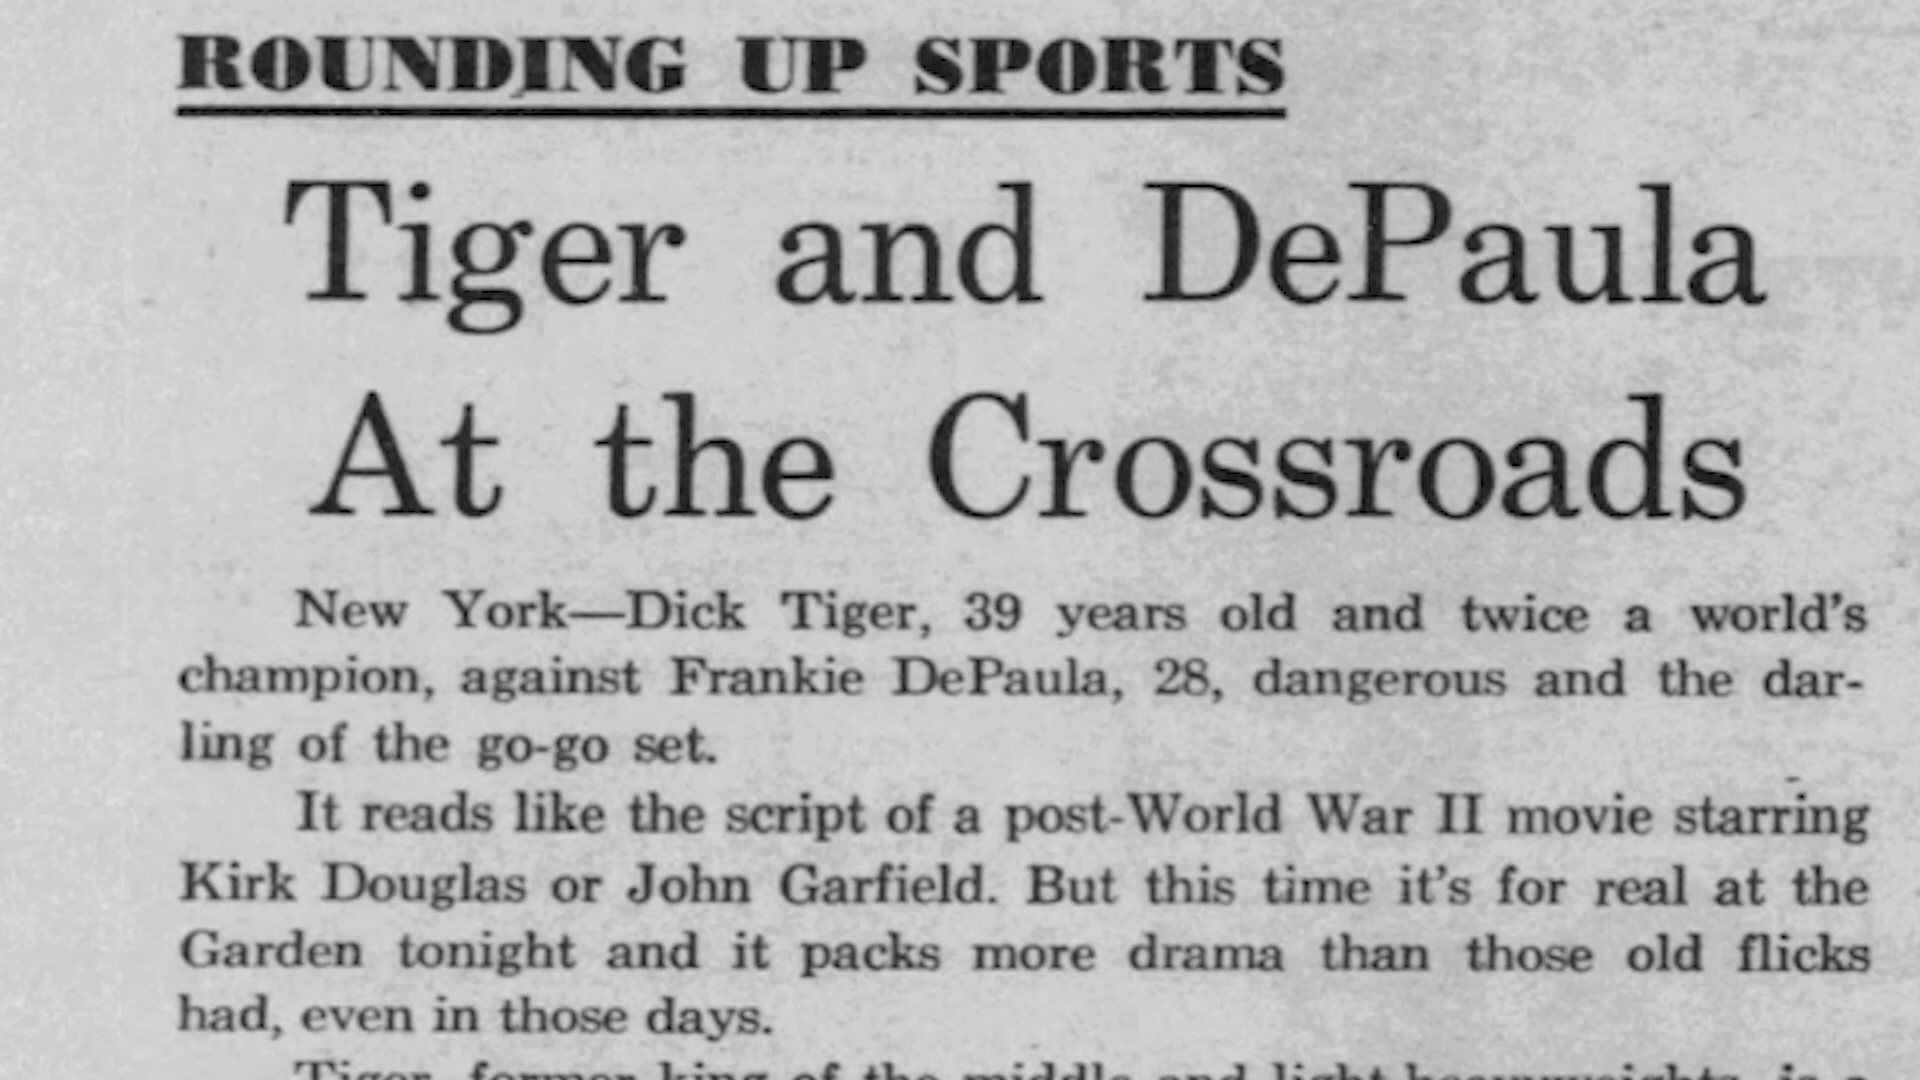 ROUNDING UP SPORTS
Tiger and DePaula
At the Crossroads
New York—Dick Tiger, 39 years old and twice a world's
champion, against Frankie DePaula, 28, dangerous and the dar-
ling of the go-go set.
It reads like the script of a post-World War II movie starring
Kirk Douglas or John Garfield. But this time it's for real at the
Garden tonight and it packs more drama than those old flicks
had, even in those days.
Tiger, former king of the middle and light heavyweights, is a